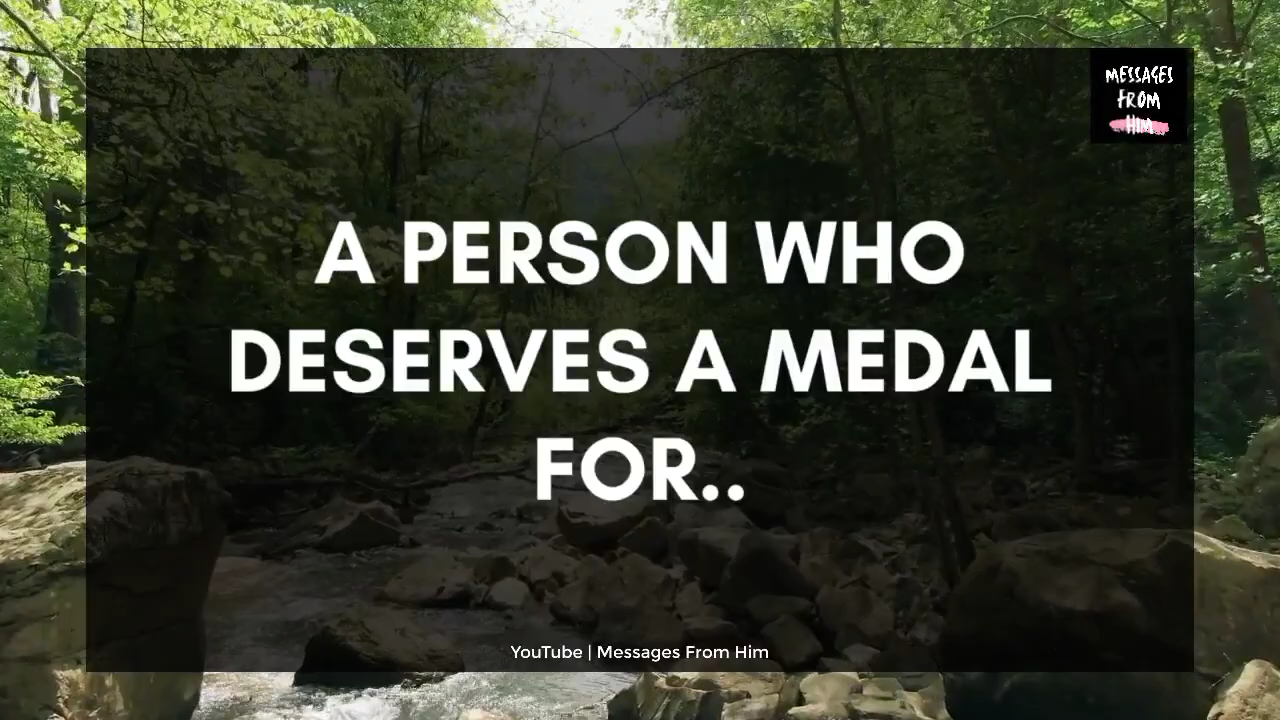 MESSAGES
FROM
HIM
A PERSON WHO
DESERVES A MEDAL
FOR..
YouTube | Messages From Him